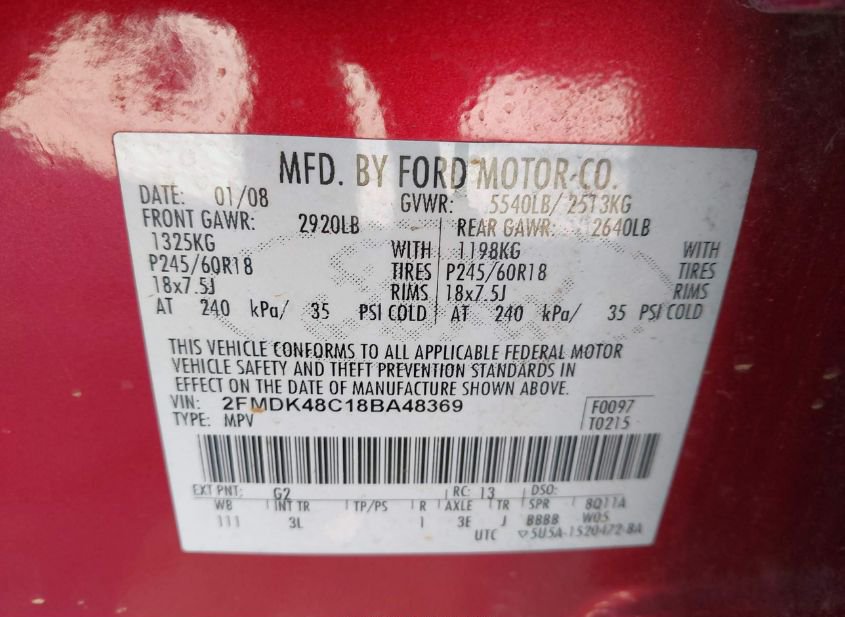 MFD. BY FORD MOTOR CO.
DATE: 01/08 GVWR: 5540LB/ 2513KG
FRONT GAWR: 2920LB REAR GAWR: 2640LB
1325KG WITH 1198KG WITH
P245/60R18 TIRES P245/60R18 TIRES
18x7.5J RIMS 18x7.5J RIMS
AT 240 kPa/ 35 PSI COLD AT 240 kPa/ 35 PSI COLD
THIS VEHICLE CONFORMS TO ALL APPLICABLE FEDERAL MOTOR
VEHICLE SAFETY AND THEFT PREVENTION STANDARDS IN
EFFECT ON THE DATE OF MANUFACTURE SHOWN ABOVE.
VIN: 2FMDK48C18BA48369 F0097
TYPE: MPV T0215
EXT PNT: G2 RC: 13 DSO:
WB INT TR TP/PS R AXLE TR SPR 8Q11A
111 3L 1 3E J BBBB W05
UTC ▽5U5A-1520472-BA